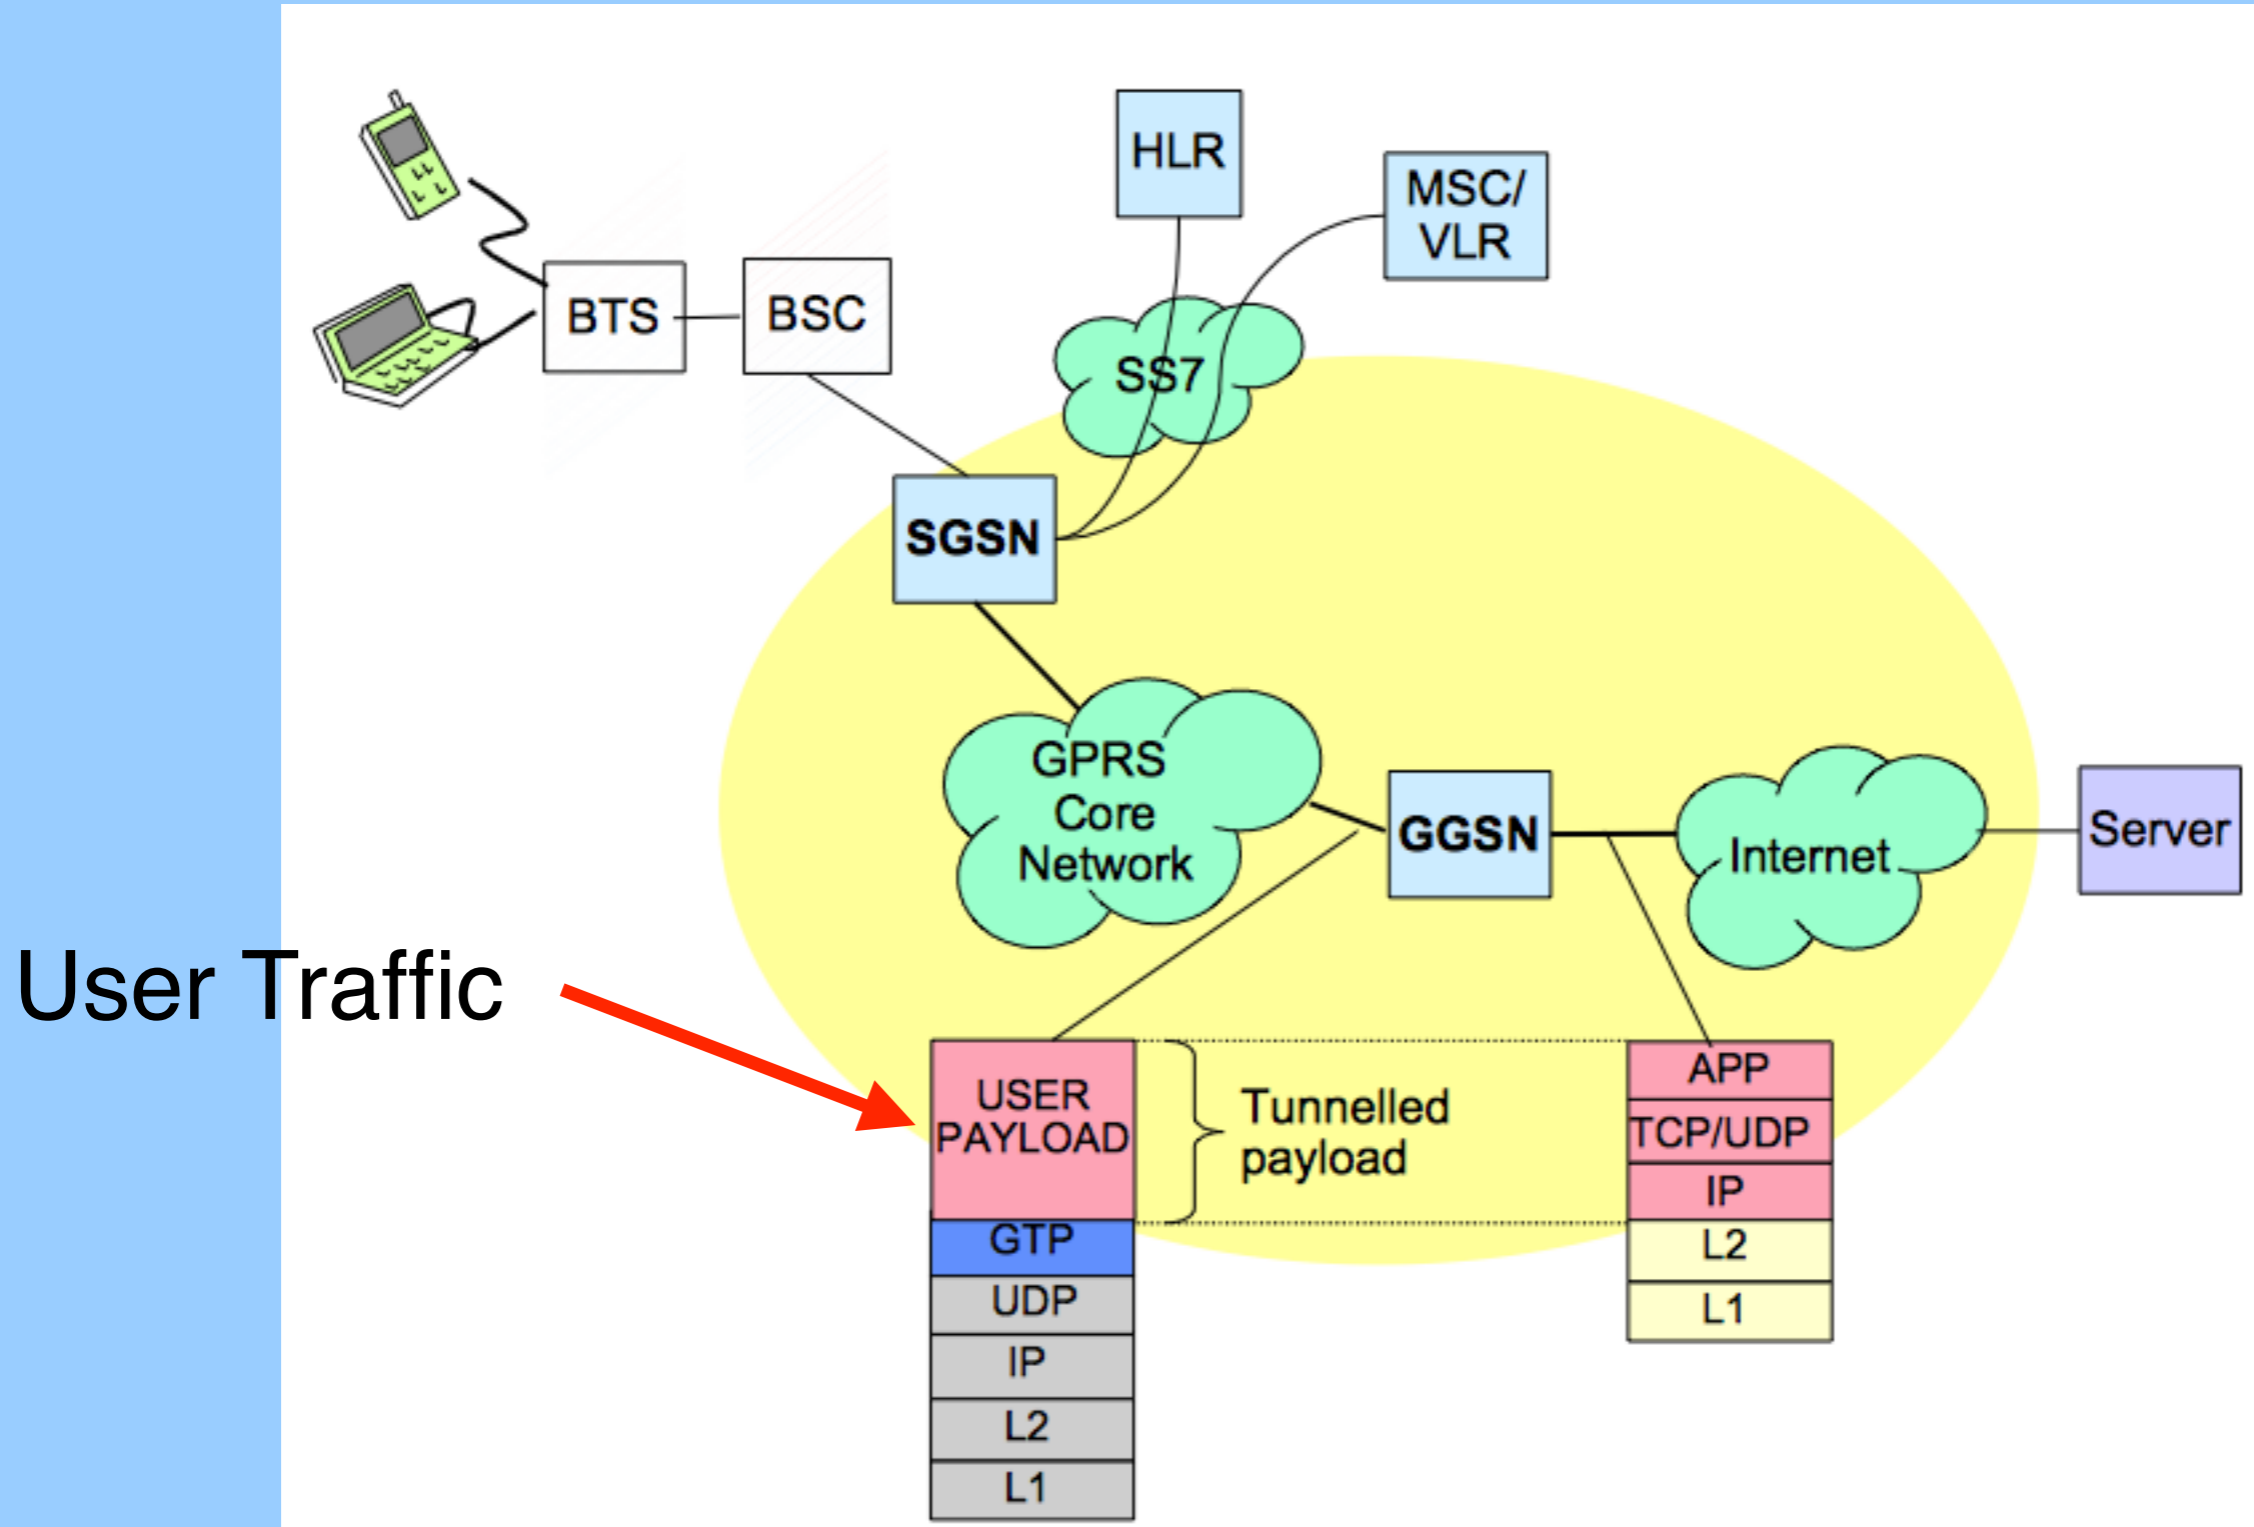 HLR
MSC/
VLR
BTS
BSC
SS7
SGSN
GPRS
Core
Network
GGSN
Internet
Server
User Traffic
USER
PAYLOAD
GTP
UDP
IP
L2
L1
Tunnelled
payload
APP
TCP/UDP
IP
L2
L1